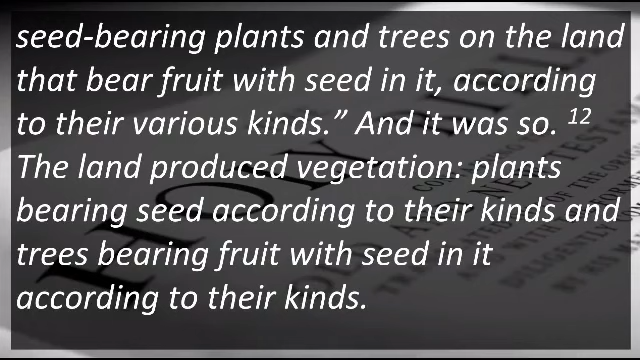 seed-bearing plants and trees on the land
that bear fruit with seed in it, according
to their various kinds.” And it was so. 12
The land produced vegetation: plants
bearing seed according to their kinds and
trees bearing fruit with seed in it
according to their kinds.
HOLY BIBLE